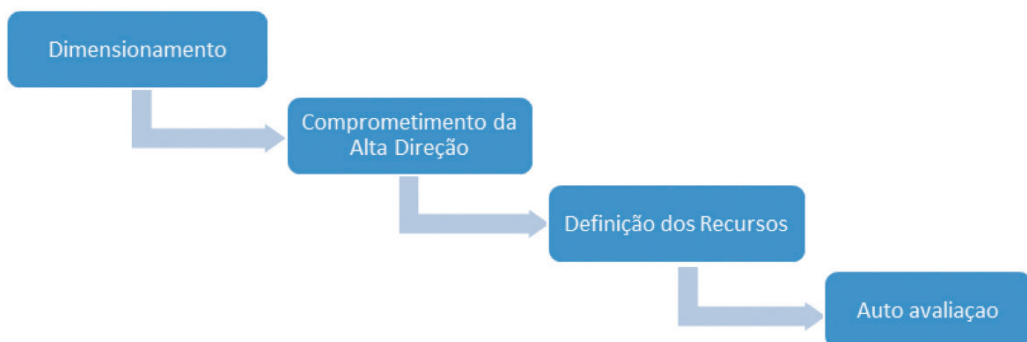 Dimensionamento
Comprometimento da
Alta Direção
Definição dos Recursos
Auto avaliaçao